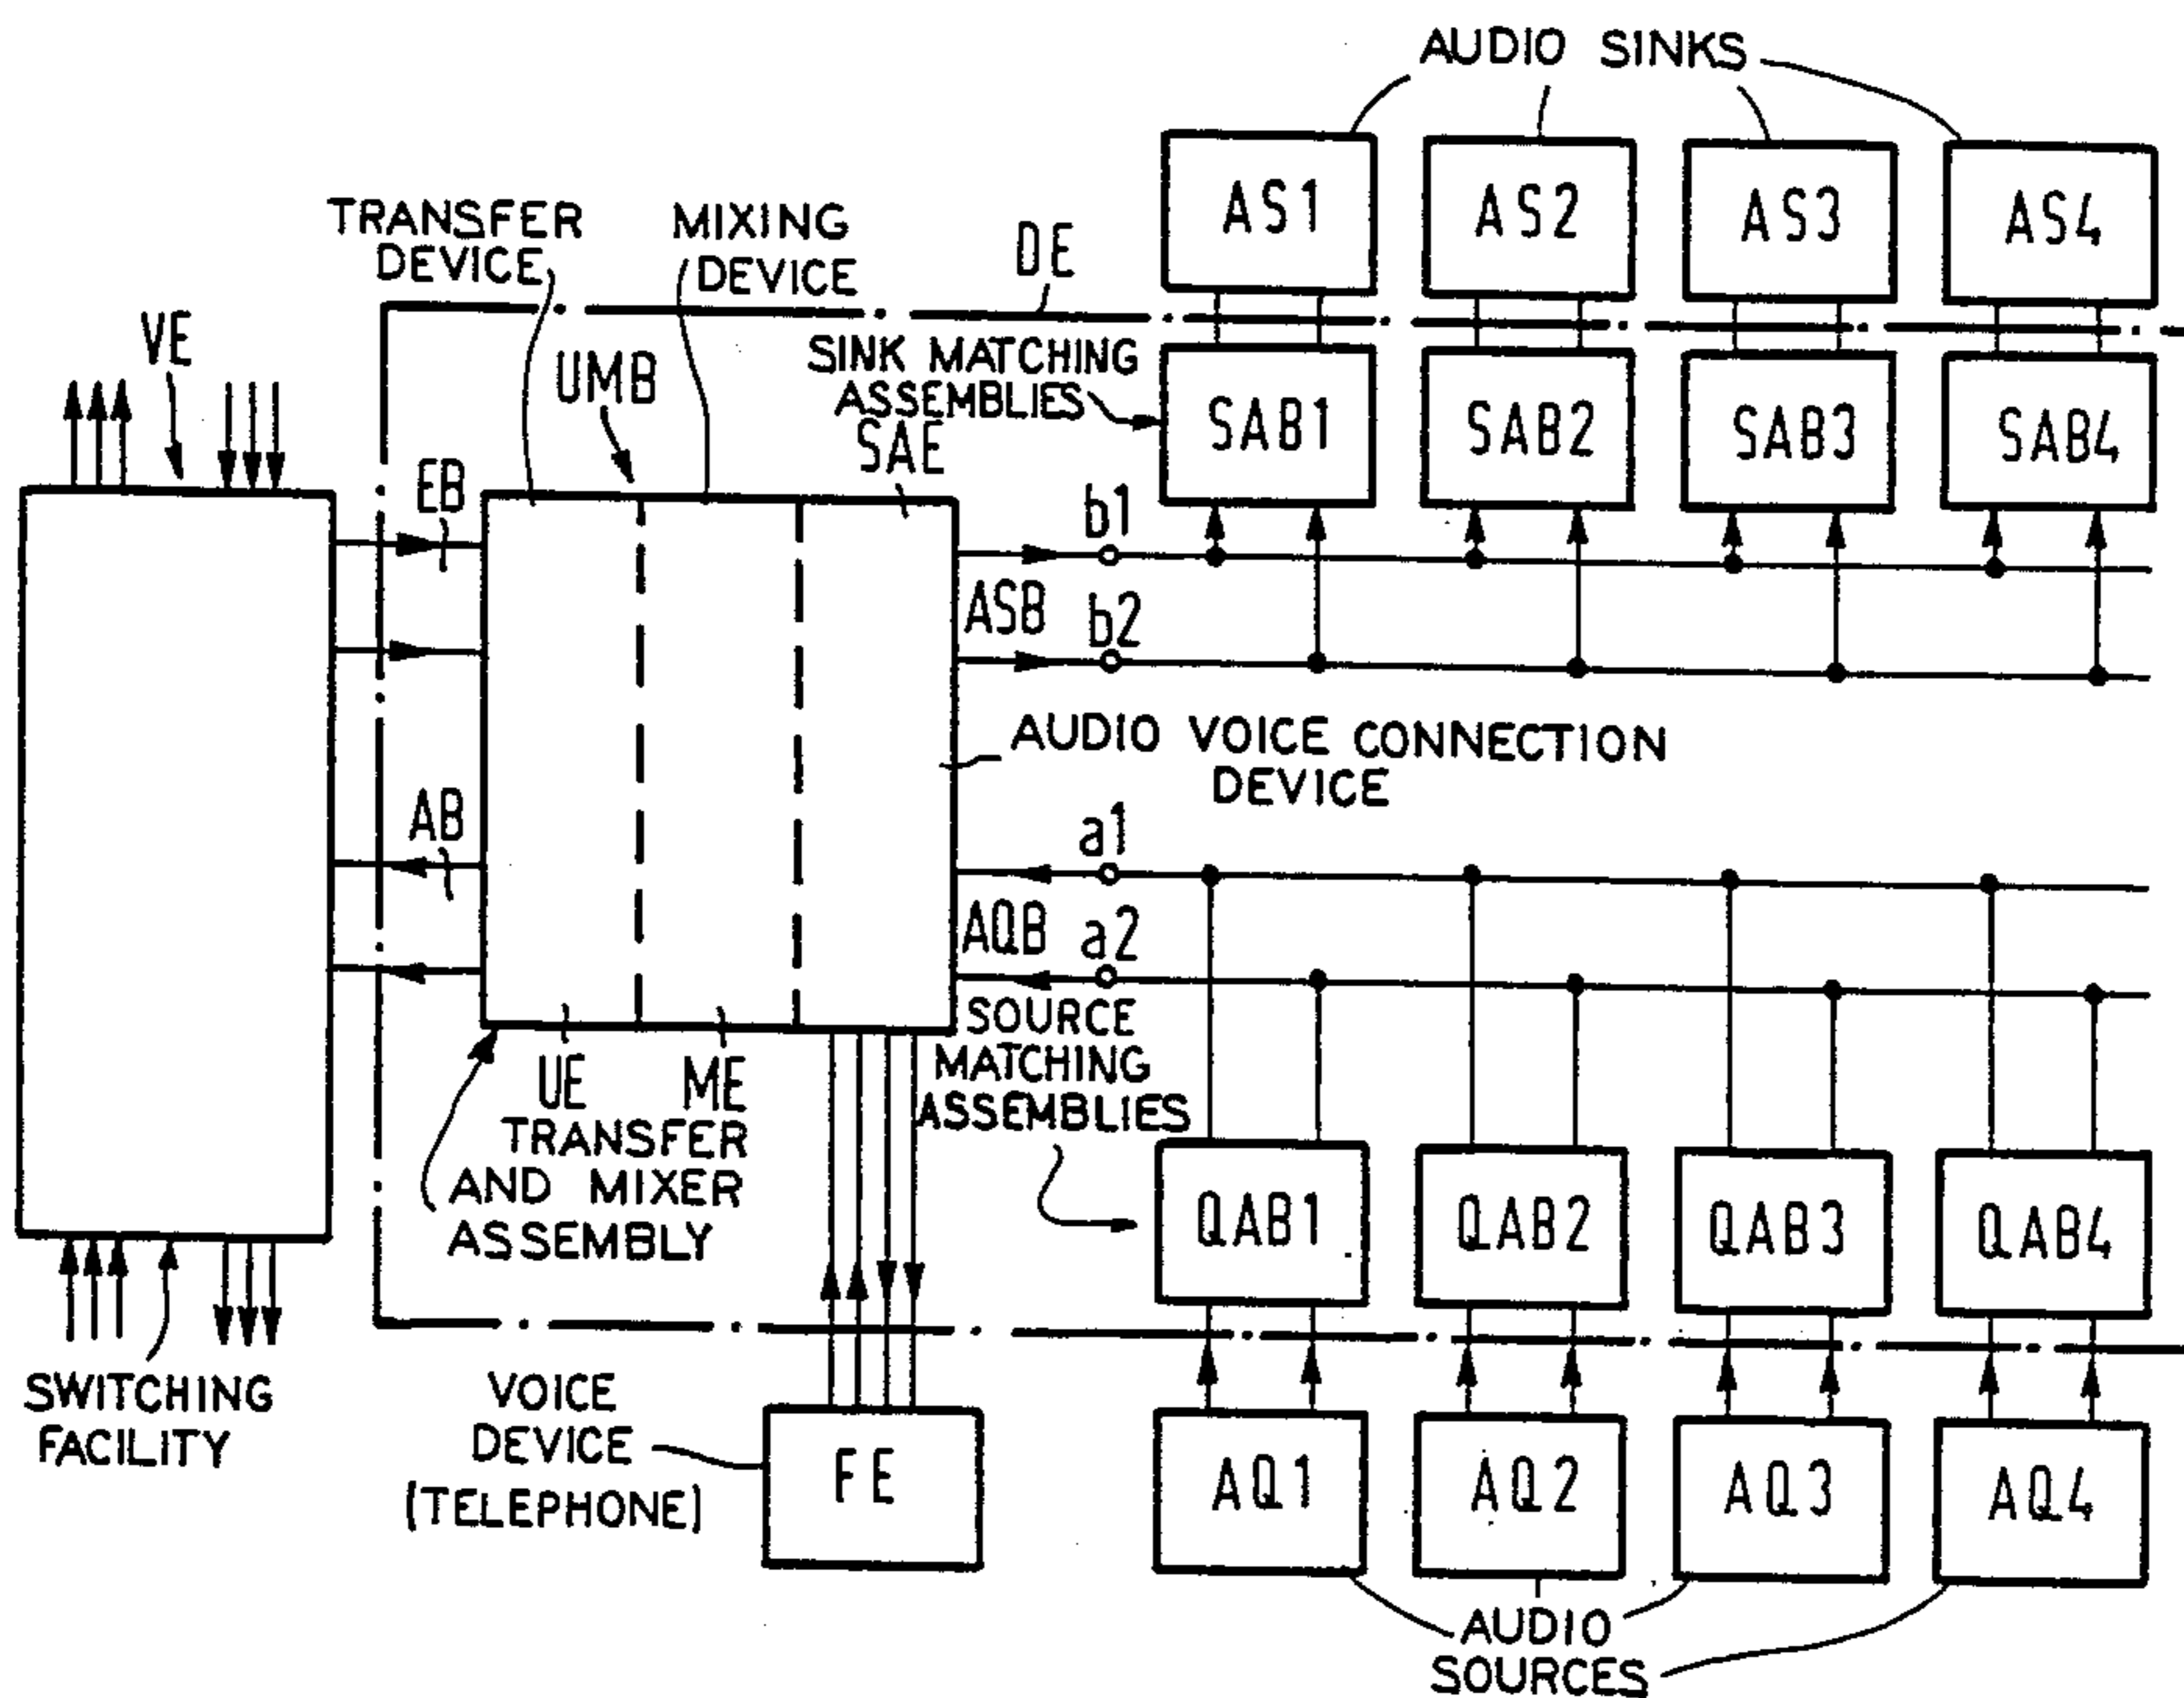 AUDIO SINKS
AS1 AS2 AS3 AS4
TRANSFER
DEVICE
MIXING
DEVICE
DE
VE
UMB
SINK MATCHING
ASSEMBLIES
SAE
SAB1 SAB2 SAB3 SAB4
EB
b1
ASB
b2
AUDIO VOICE CONNECTION
DEVICE
AB
a1
AQB
a2
SOURCE
MATCHING
ASSEMBLIES
UE
ME
TRANSFER
AND MIXER
ASSEMBLY
QAB1 QAB2 QAB3 QAB4
SWITCHING
FACILITY
VOICE
DEVICE
(TELEPHONE)
FE
AQ1 AQ2 AQ3 AQ4
AUDIO
SOURCES